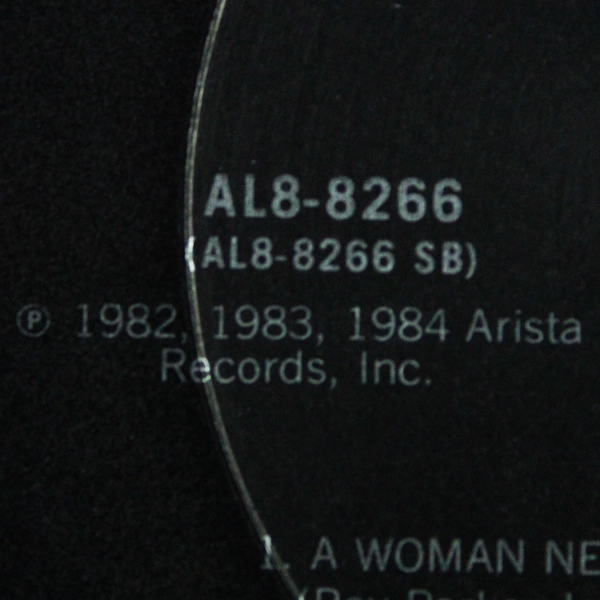 AL8-8266
(AL8-8266 SB)
℗ 1982, 1983, 1984 Arista
Records, Inc.
1. A WOMAN NE